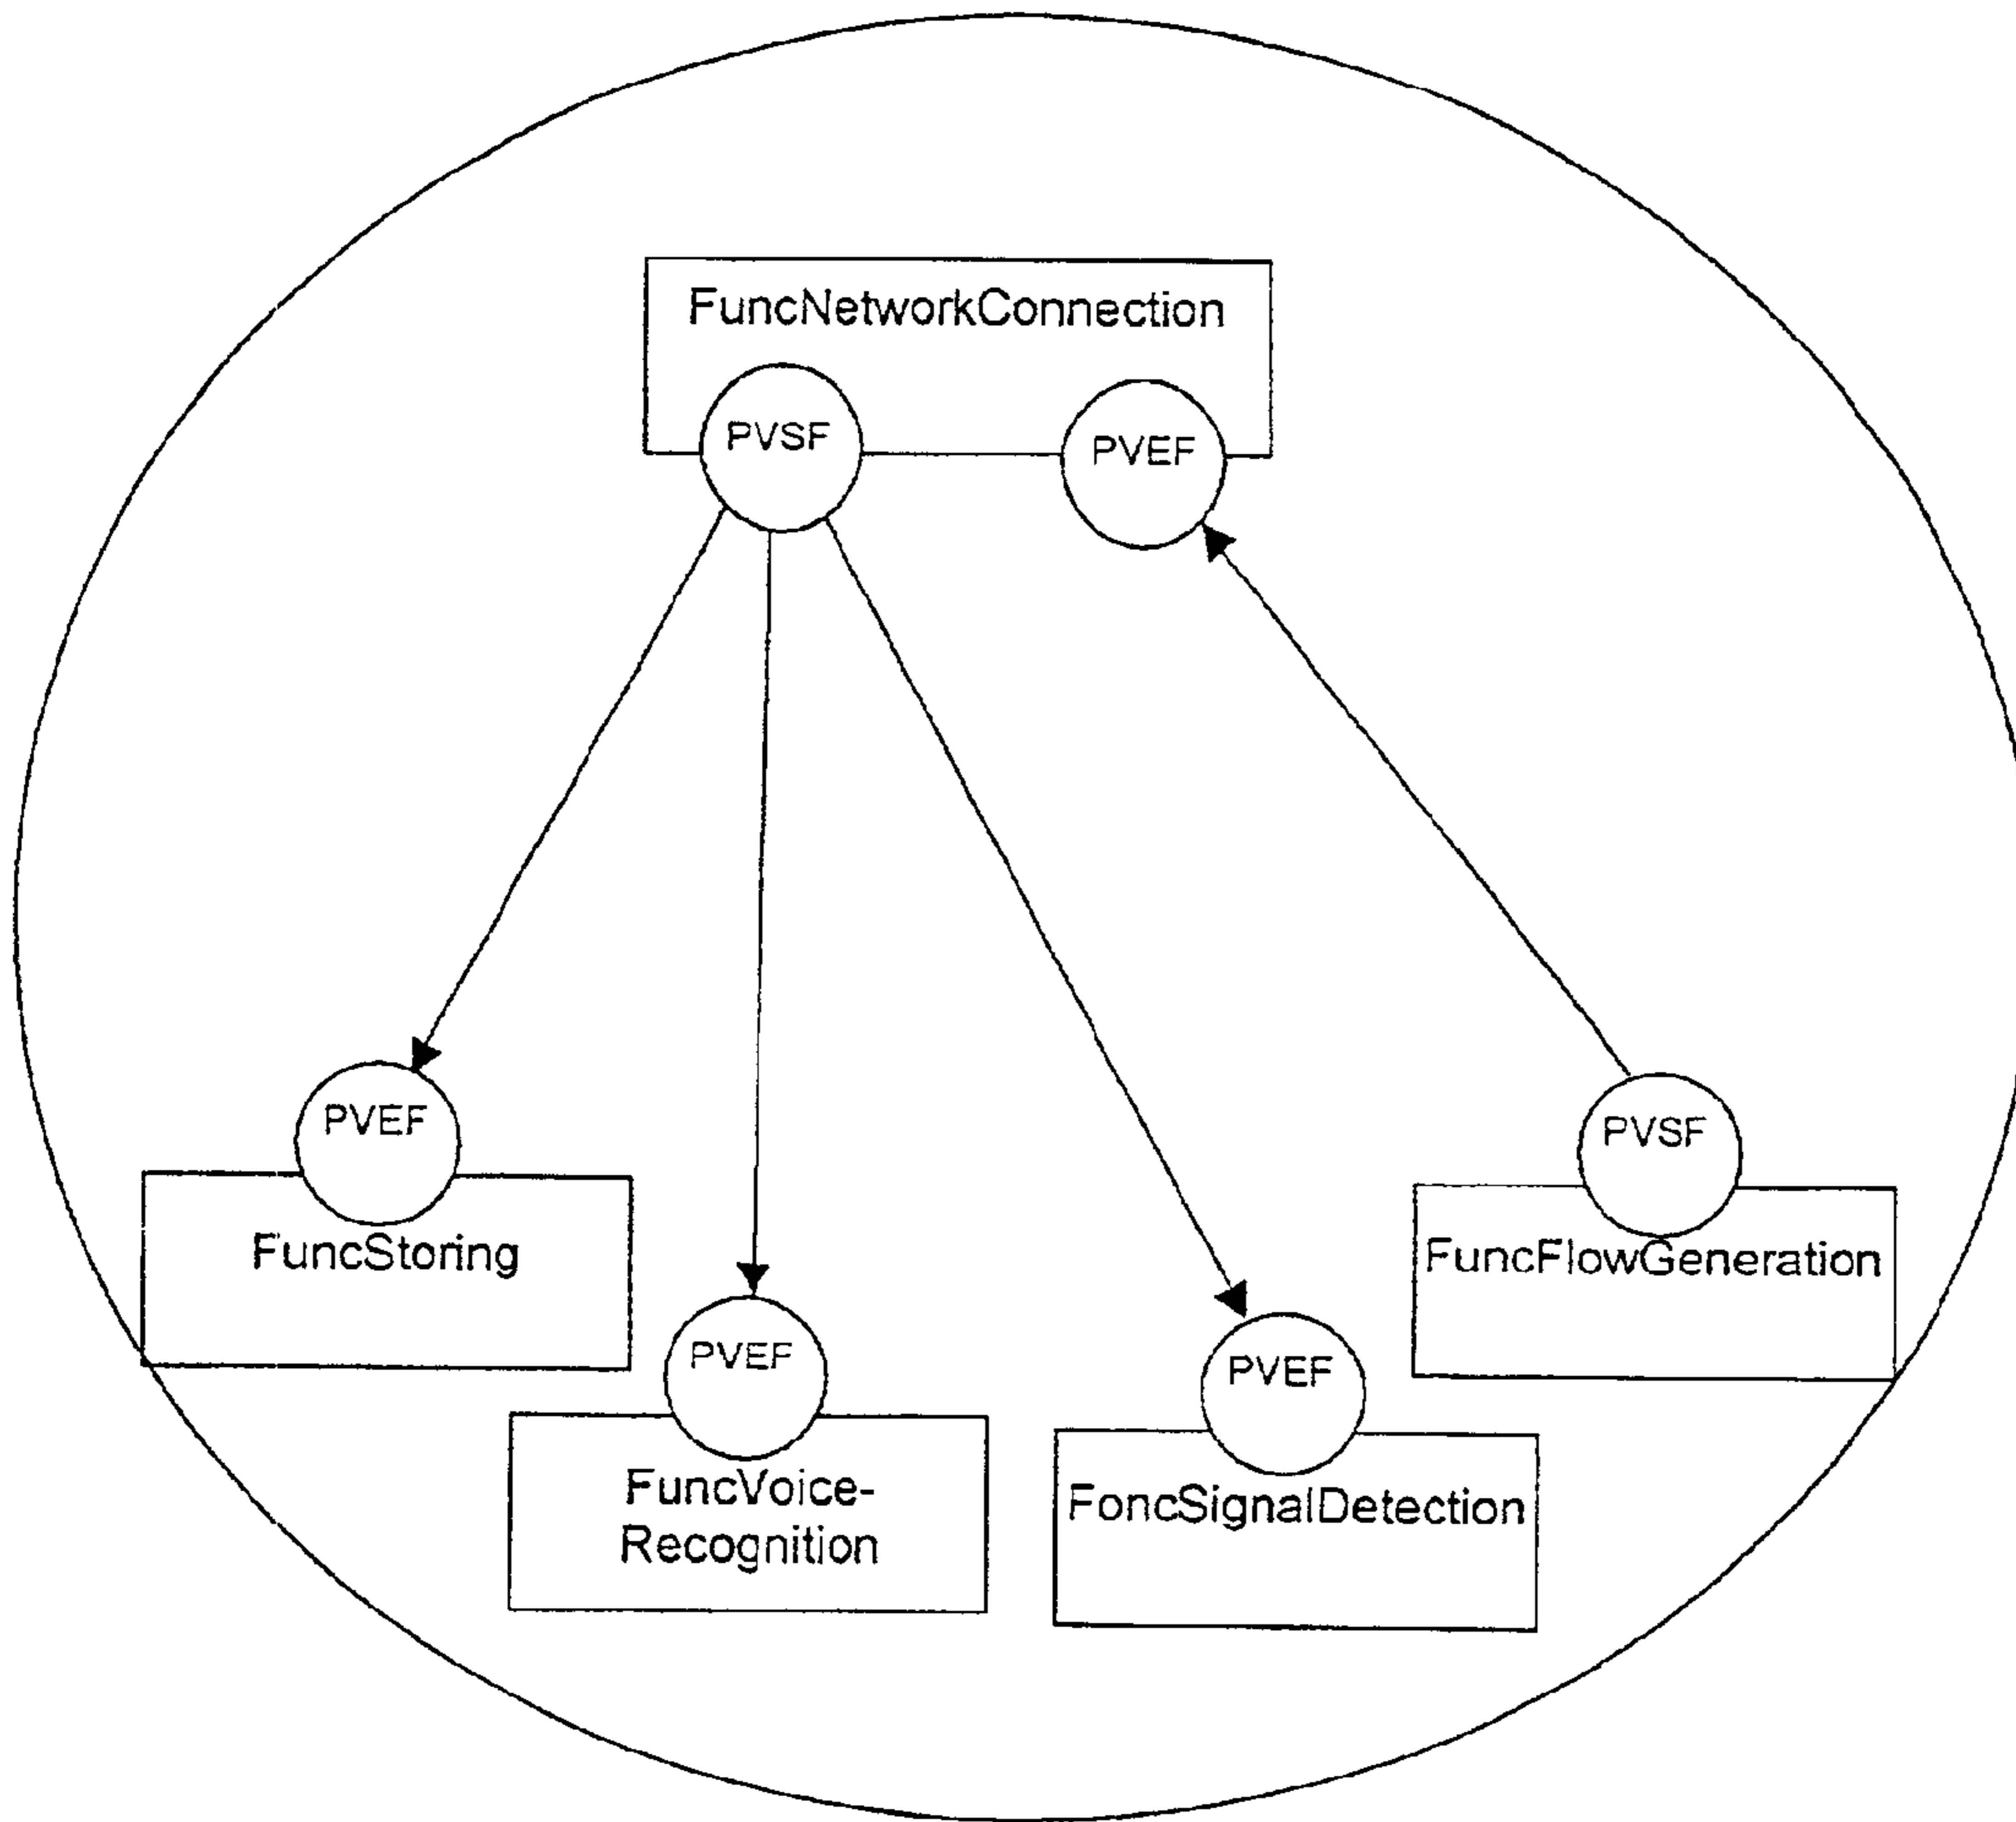 FuncNetworkConnection
PVSF
PVEF
PVEF
FuncStoring
PVSF
FuncFlowGeneration
PVEF
FuncVoice-
Recognition
PVEF
FoncSignalDetection